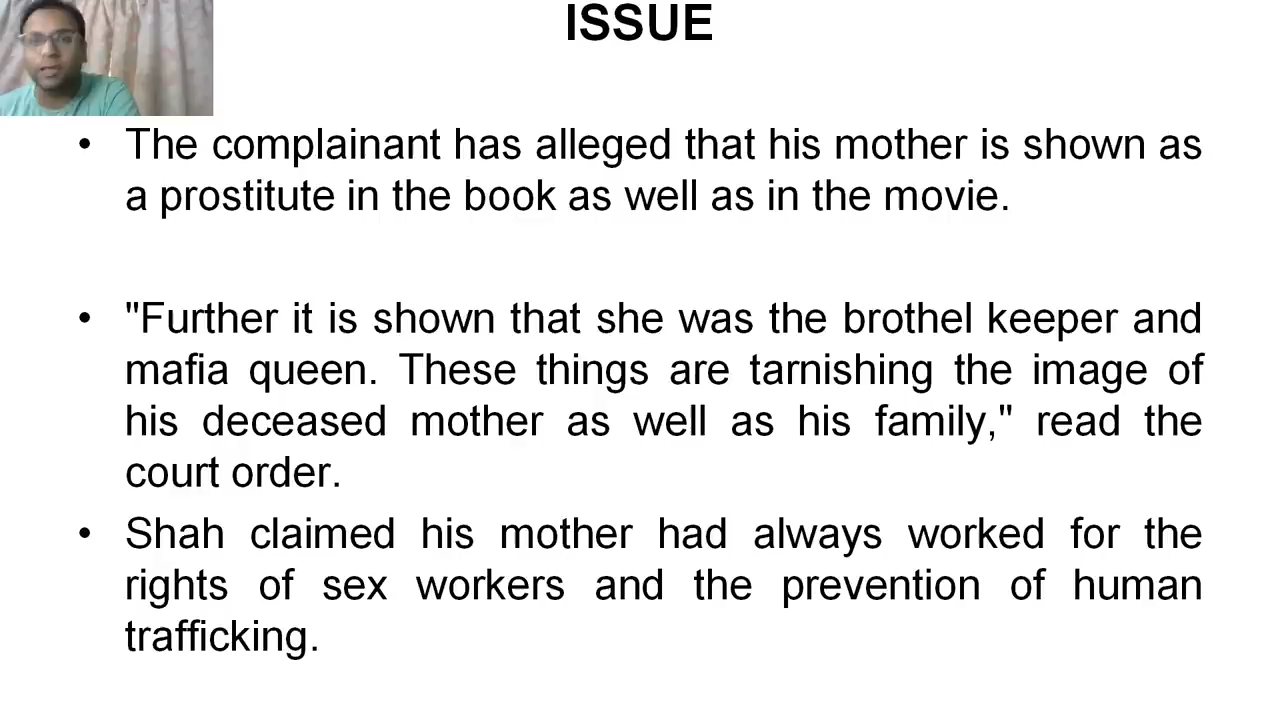 ISSUE
• The complainant has alleged that his mother is shown as
a prostitute in the book as well as in the movie.
• "Further it is shown that she was the brothel keeper and
mafia queen. These things are tarnishing the image of
his deceased mother as well as his family," read the
court order.
• Shah claimed his mother had always worked for the
rights of sex workers and the prevention of human
trafficking.